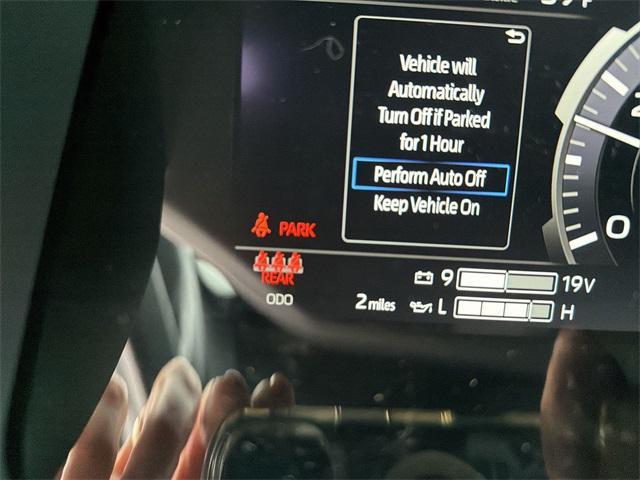 Vehicle will
Automatically
Turn Off if Parked
for 1 Hour
Perform Auto Off
Keep Vehicle On
PARK
REAR
ODO
2 miles
9 19V
L H
0